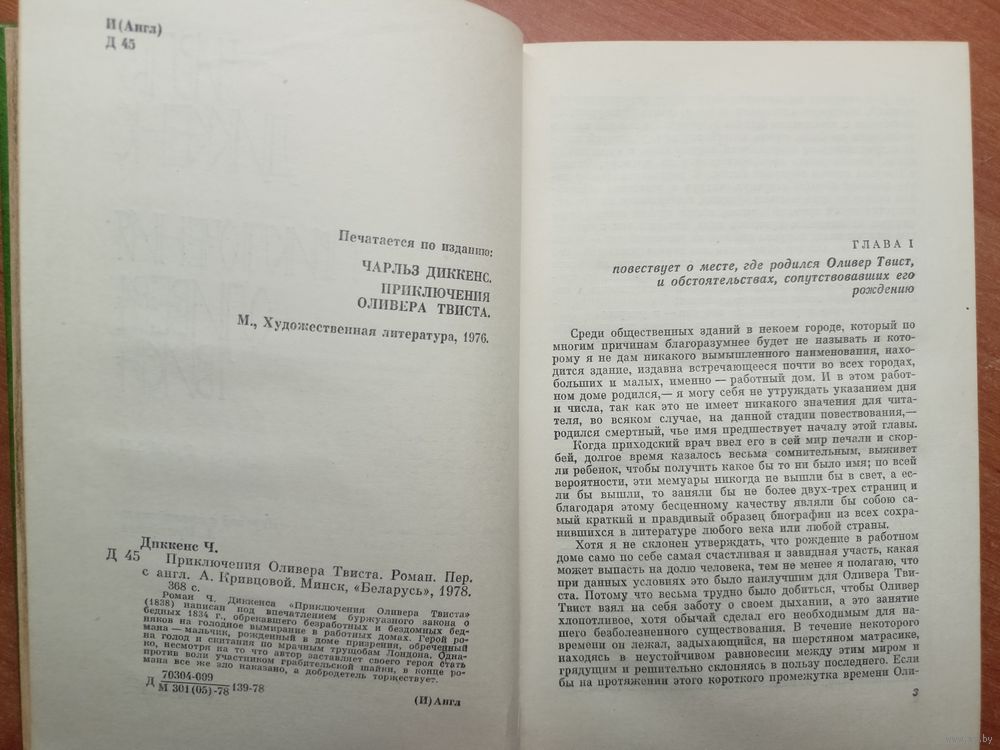 И (Англ)
Д 45
Печатается по изданию:
ЧАРЛЬЗ ДИККЕНС.
ПРИКЛЮЧЕНИЯ
ОЛИВЕРА ТВИСТА.
М., Художественная литература, 1976.
Диккенс Ч.
Д 45 Приключения Оливера Твиста. Роман. Пер.
с англ. А. Кривцовой. Минск, «Беларусь», 1978.
368 с.
Роман Ч. Диккенса «Приключения Оливера Твиста»
(1838) написан под впечатлением буржуазного закона о
бедных 1834 г., обрекавшего безработных и бездомных бед-
няков на голодное вымирание в работных домах. Герой ро-
мана — мальчик, рожденный в доме призрения, обреченный
на голод и скитания по мрачным трущобам Лондона. Одна-
ко, несмотря на то что автор заставляет своего героя стать
против воли участником грабительской шайки, в конце ро-
мана все же зло наказано, а добродетель торжествует.
70304-099
Д 139-78
М 301(05)-78
(И) Англ
ГЛАВА I
повествует о месте, где родился Оливер Твист,
и обстоятельствах, сопутствовавших его
рождению
Среди общественных зданий в некоем городе, который по
многим причинам благоразумнее будет не называть и кото-
рому я не дам никакого вымышленного наименования, нахо-
дится здание, издавна встречающееся почти во всех городах,
больших и малых, именно — работный дом. И в этом работ-
ном доме родился,— я могу себя не утруждать указанием дня
и числа, так как это не имеет никакого значения для чита-
теля, во всяком случае, на данной стадии повествования,—
родился смертный, чье имя предшествует началу этой главы.
Когда приходский врач ввел его в сей мир печали и скор-
бей, долгое время казалось весьма сомнительным, выживет
ли ребенок, чтобы получить какое бы то ни было имя; по всей
вероятности, эти мемуары никогда не вышли бы в свет, а ес-
ли бы вышли, то заняли бы не более двух-трех страниц и
благодаря этому бесценному качеству являли бы собою са-
мый краткий и правдивый образец биографии из всех сохра-
нившихся в литературе любого века или любой страны.
Хотя я не склонен утверждать, что рождение в работном
доме само по себе самая счастливая и завидная участь, какая
может выпасть на долю человека, тем не менее я полагаю, что
при данных условиях это было наилучшим для Оливера Тви-
ста. Потому что весьма трудно было добиться, чтобы Оливер
Твист взял на себя заботу о своем дыхании, а это занятие
хлопотливое, хотя обычай сделал его необходимым для на-
шего безболезненного существования. В течение некоторого
времени он лежал, задыхающийся, на шерстяном матрасике,
находясь в неустойчивом равновесии между этим миром и
грядущим и решительно склоняясь в пользу последнего. Если
бы на протяжении этого короткого промежутка времени Оли-
3